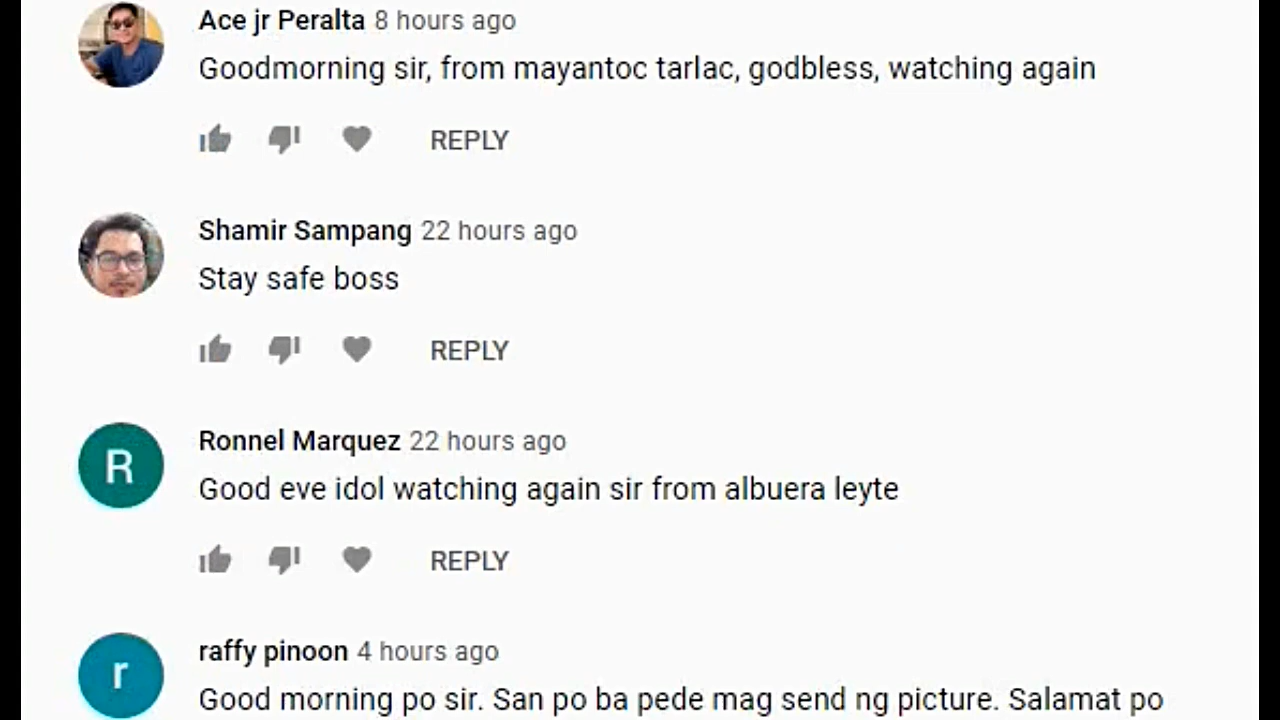 Ace jr Peralta 8 hours ago
Goodmorning sir, from mayantoc tarlac, godbless, watching again
REPLY
Shamir Sampang 22 hours ago
Stay safe boss
REPLY
R
Ronnel Marquez 22 hours ago
Good eve idol watching again sir from albuera leyte
REPLY
r
raffy pinoon 4 hours ago
Good morning po sir. San po ba pede mag send ng picture. Salamat po